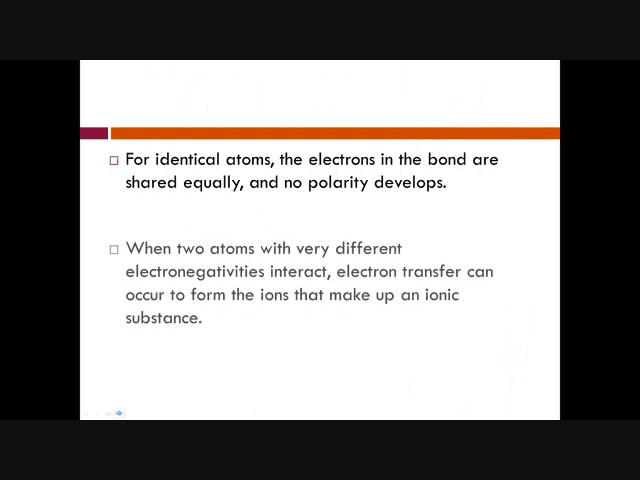 For identical atoms, the electrons in the bond are
shared equally, and no polarity develops.
When two atoms with very different
electronegativities interact, electron transfer can
occur to form the ions that make up an ionic
substance.